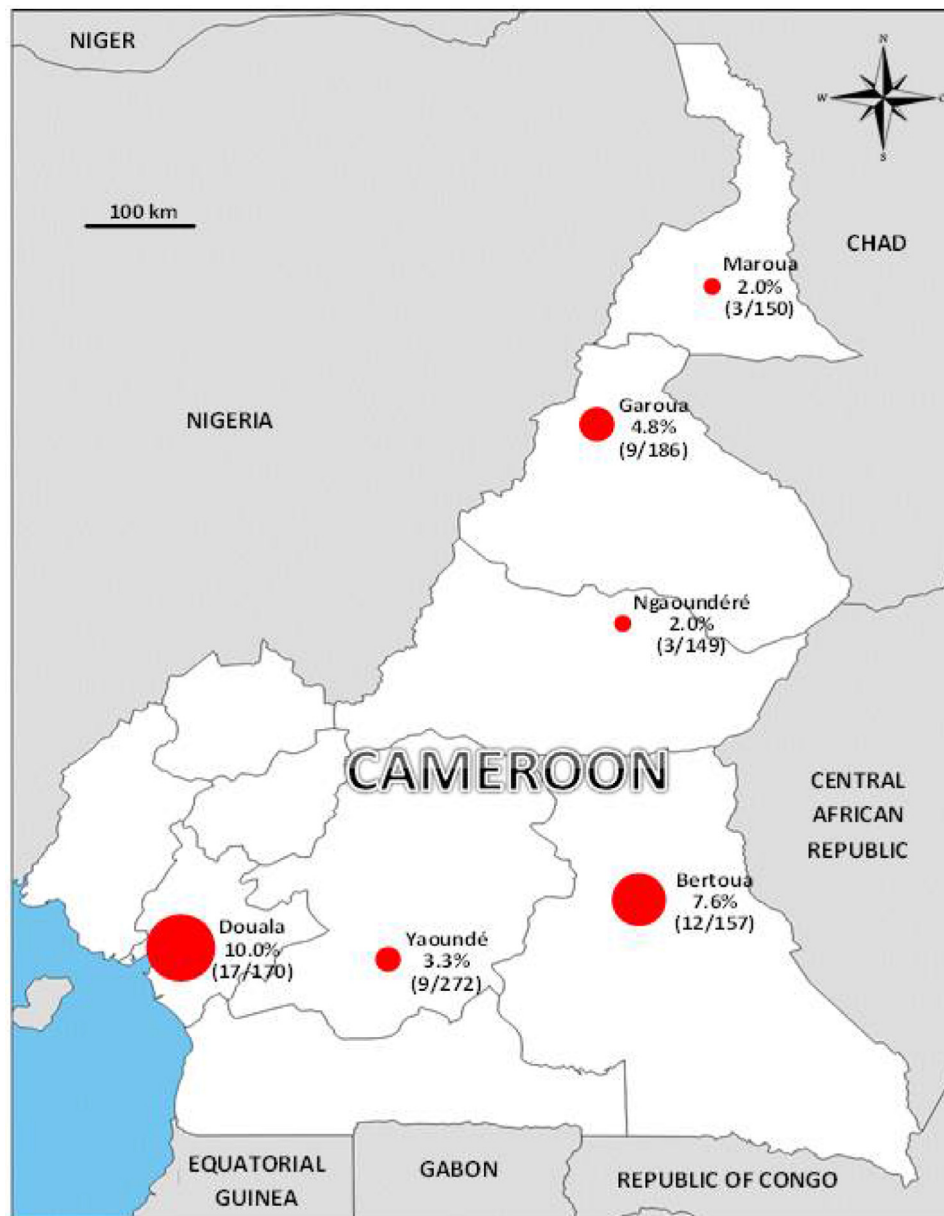 NIGER
N
W
O
S
100 km
CHAD
Maroua
2.0%
(3/150)
NIGERIA
Garoua
4.8%
(9/186)
Ngaoundéré
2.0%
(3/149)
CAMEROON
CENTRAL
AFRICAN
REPUBLIC
Bertoua
7.6%
(12/157)
Douala
10.0%
(17/170)
Yaoundé
3.3%
(9/272)
EQUATORIAL
GUINEA
GABON
REPUBLIC OF CONGO